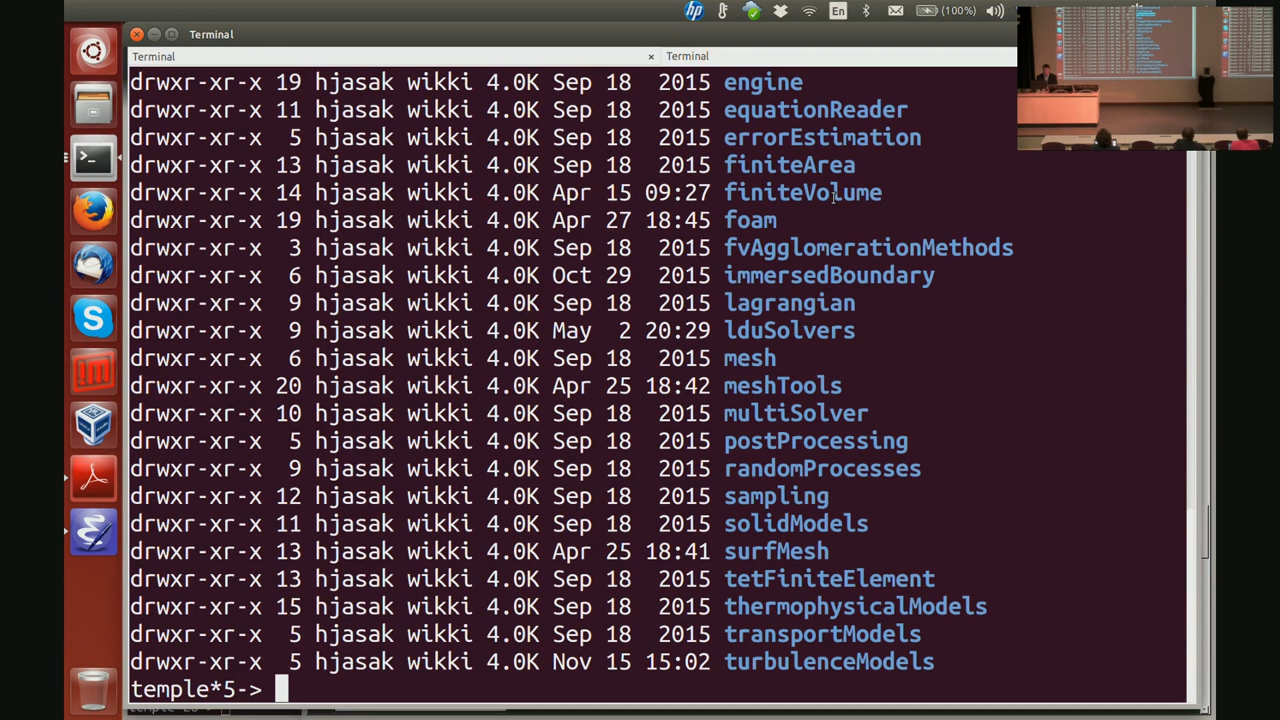 En
(100%)
Terminal
Terminal x Terminal
drwxr-xr-x 19 hjasak wikki 4.0K Sep 18 2015 engine
drwxr-xr-x 11 hjasak wikki 4.0K Sep 18 2015 equationReader
drwxr-xr-x 5 hjasak wikki 4.0K Sep 18 2015 errorEstimation
drwxr-xr-x 13 hjasak wikki 4.0K Sep 18 2015 finiteArea
drwxr-xr-x 14 hjasak wikki 4.0K Apr 15 09:27 finiteVolume
drwxr-xr-x 19 hjasak wikki 4.0K Apr 27 18:45 foam
drwxr-xr-x 3 hjasak wikki 4.0K Sep 18 2015 fvAgglomerationMethods
drwxr-xr-x 6 hjasak wikki 4.0K Oct 29 2015 immersedBoundary
drwxr-xr-x 9 hjasak wikki 4.0K Sep 18 2015 lagrangian
drwxr-xr-x 9 hjasak wikki 4.0K May 2 20:29 lduSolvers
drwxr-xr-x 6 hjasak wikki 4.0K Sep 18 2015 mesh
drwxr-xr-x 20 hjasak wikki 4.0K Apr 25 18:42 meshTools
drwxr-xr-x 10 hjasak wikki 4.0K Sep 18 2015 multiSolver
drwxr-xr-x 5 hjasak wikki 4.0K Sep 18 2015 postProcessing
drwxr-xr-x 9 hjasak wikki 4.0K Sep 18 2015 randomProcesses
drwxr-xr-x 12 hjasak wikki 4.0K Sep 18 2015 sampling
drwxr-xr-x 11 hjasak wikki 4.0K Sep 18 2015 solidModels
drwxr-xr-x 13 hjasak wikki 4.0K Apr 25 18:41 surfMesh
drwxr-xr-x 13 hjasak wikki 4.0K Sep 18 2015 tetFiniteElement
drwxr-xr-x 15 hjasak wikki 4.0K Sep 18 2015 thermophysicalModels
drwxr-xr-x 5 hjasak wikki 4.0K Sep 18 2015 transportModels
drwxr-xr-x 5 hjasak wikki 4.0K Nov 15 15:02 turbulenceModels
temple*5->